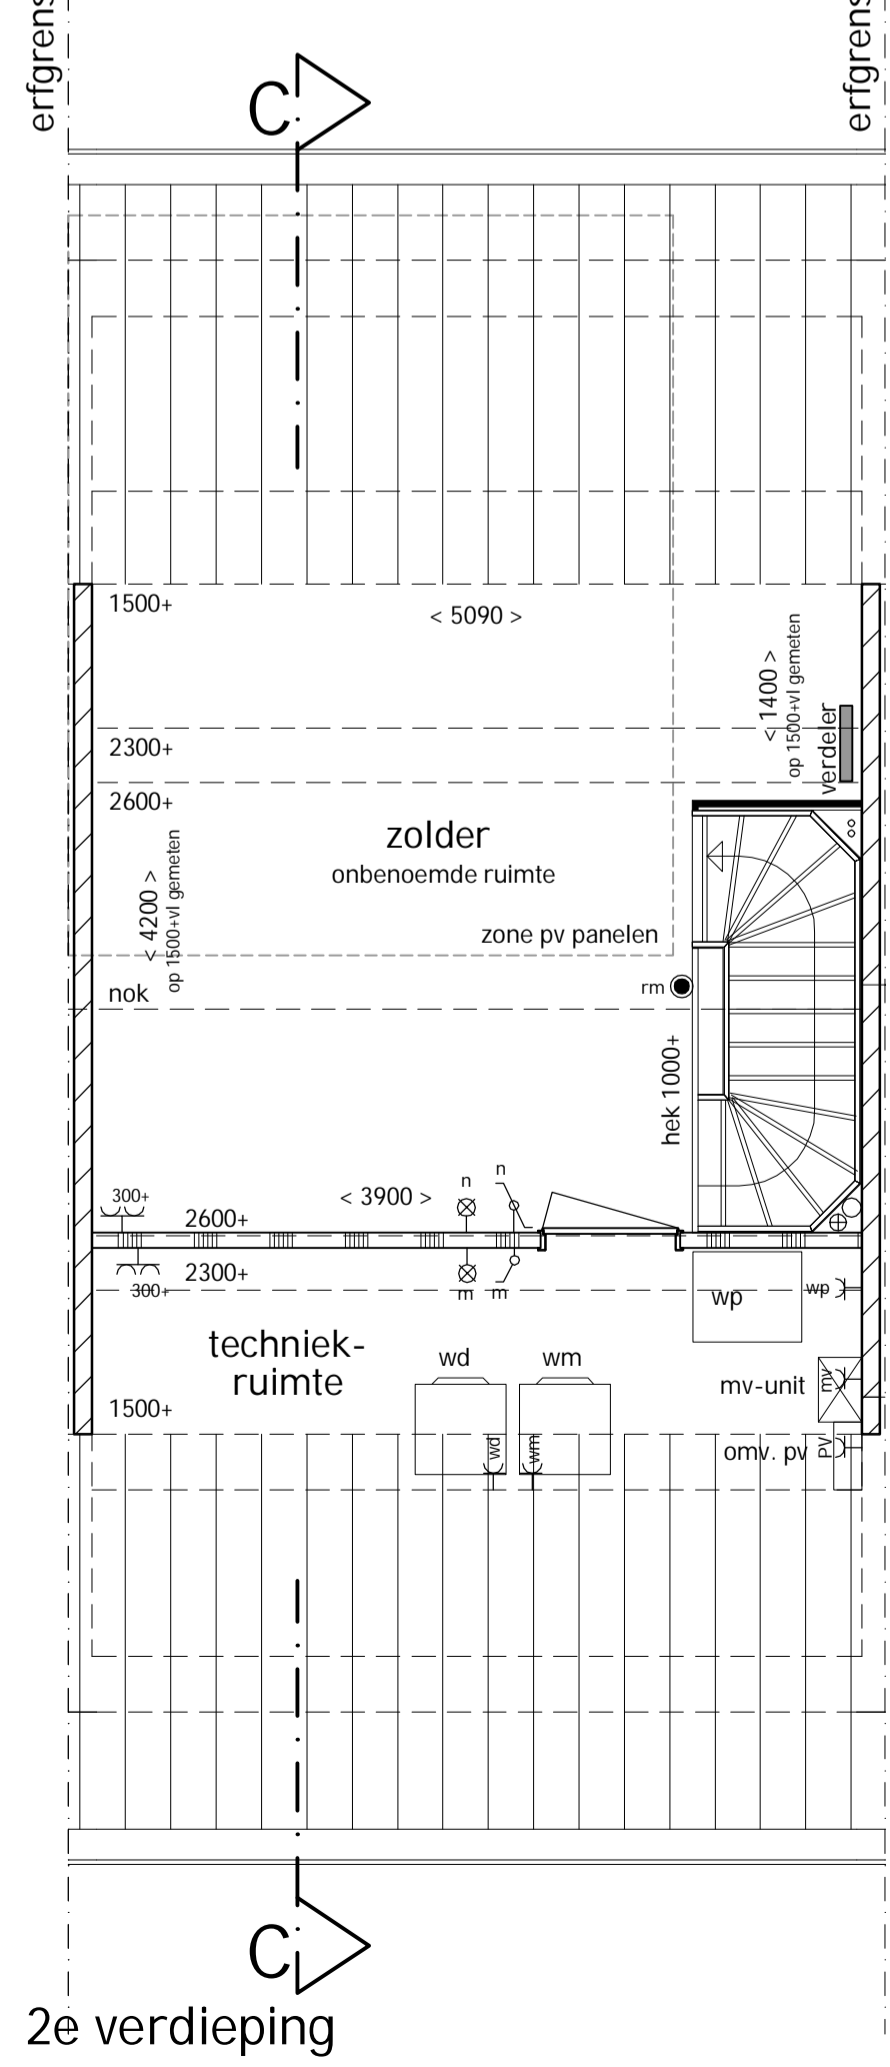 erfgrens
erfgrens
C
1500+
< 5090 >
< 1400 >
op 1500+vl gemeten
verdeler
2300+
2600+
zolder
onbenoemde ruimte
< 4200 >
op 1500+vl gemeten
zone pv panelen
nok
rm
hek 1000+
300+
< 3900 >
n
n
2600+
300+
2300+
m
m
wp
wp
techniek-
ruimte
wd
wm
mv-unit
mv
1500+
wd
wm
omv. pv
PV
C
2e verdieping